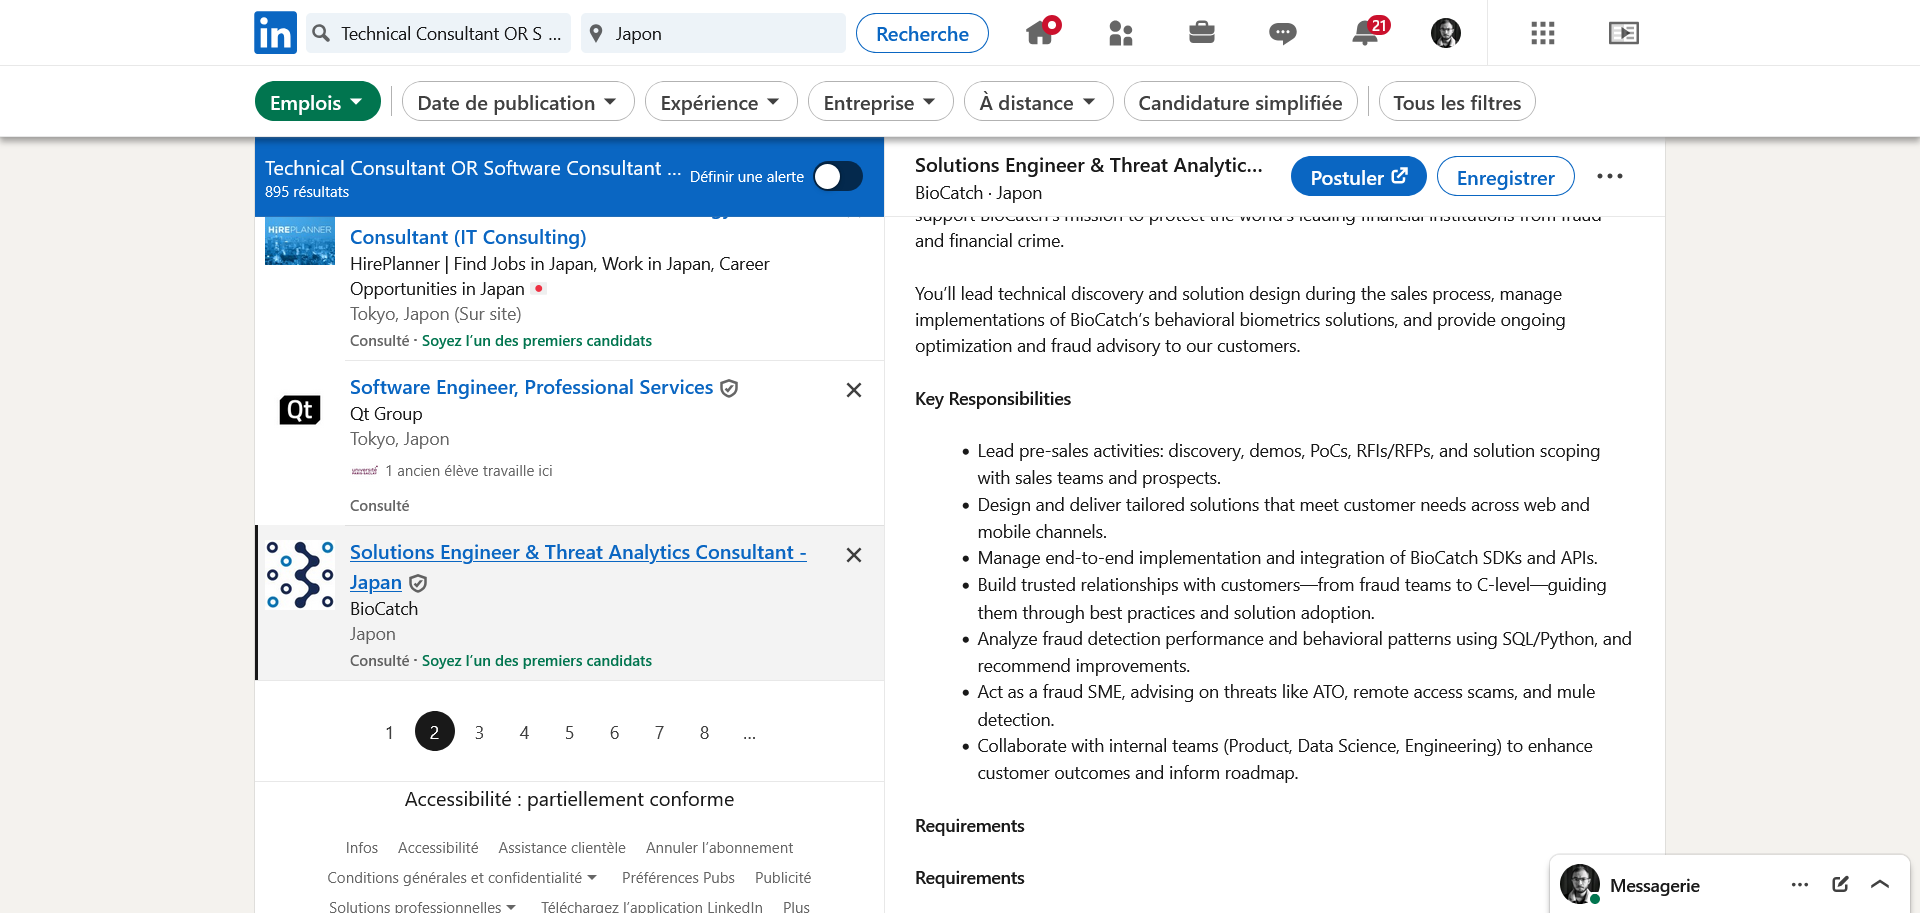 in
Technical Consultant OR S ...
Japon
Recherche
21
Emplois
Date de publication
Expérience
Entreprise
À distance
Candidature simplifiée
Tous les filtres
Technical Consultant OR Software Consultant ...
895 résultats
Définir une alerte
HiREPLANNER
Consultant (IT Consulting)
HirePlanner | Find Jobs in Japan, Work in Japan, Career
Opportunities in Japan
Tokyo, Japon (Sur site)
Consulté · Soyez l’un des premiers candidats
Qt
Software Engineer, Professional Services
Qt Group
Tokyo, Japon
1 ancien élève travaille ici
Consulté
Solutions Engineer & Threat Analytics Consultant -
Japan
BioCatch
Japon
Consulté · Soyez l’un des premiers candidats
1 2 3 4 5 6 7 8 ...
Accessibilité : partiellement conforme
Infos Accessibilité Assistance clientèle Annuler l’abonnement
Conditions générales et confidentialité Préférences Pubs Publicité
Solutions professionnelles Téléchargez l’application LinkedIn Plus
Solutions Engineer & Threat Analytic...
BioCatch · Japon
Postuler
Enregistrer
support BioCatch’s mission to protect the world’s leading financial institutions from fraud
and financial crime.
You’ll lead technical discovery and solution design during the sales process, manage
implementations of BioCatch’s behavioral biometrics solutions, and provide ongoing
optimization and fraud advisory to our customers.
Key Responsibilities
• Lead pre-sales activities: discovery, demos, PoCs, RFIs/RFPs, and solution scoping
with sales teams and prospects.
• Design and deliver tailored solutions that meet customer needs across web and
mobile channels.
• Manage end-to-end implementation and integration of BioCatch SDKs and APIs.
• Build trusted relationships with customers—from fraud teams to C-level—guiding
them through best practices and solution adoption.
• Analyze fraud detection performance and behavioral patterns using SQL/Python, and
recommend improvements.
• Act as a fraud SME, advising on threats like ATO, remote access scams, and mule
detection.
• Collaborate with internal teams (Product, Data Science, Engineering) to enhance
customer outcomes and inform roadmap.
Requirements
Requirements
Messagerie